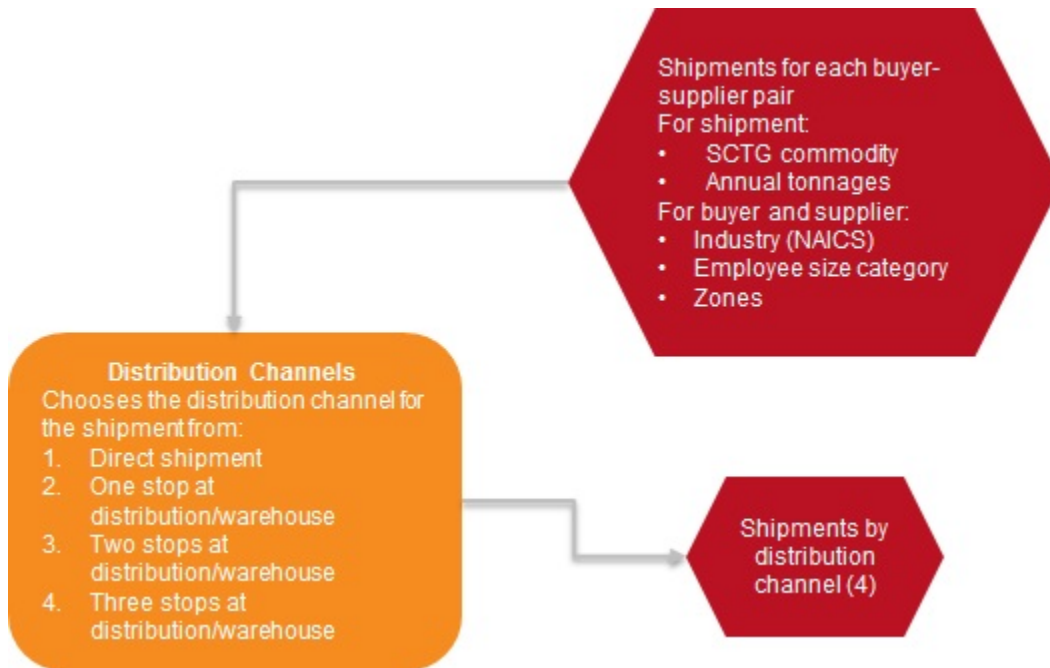 Shipments for each buyer-
supplier pair
For shipment:
• SCTG commodity
• Annual tonnages
For buyer and supplier:
• Industry (NAICS)
• Employee size category
• Zones
Distribution Channels
Chooses the distribution channel for
the shipment from:
1. Direct shipment
2. One stop at
distribution/warehouse
3. Two stops at
distribution/warehouse
4. Three stops at
distribution/warehouse
Shipments by
distribution
channel (4)